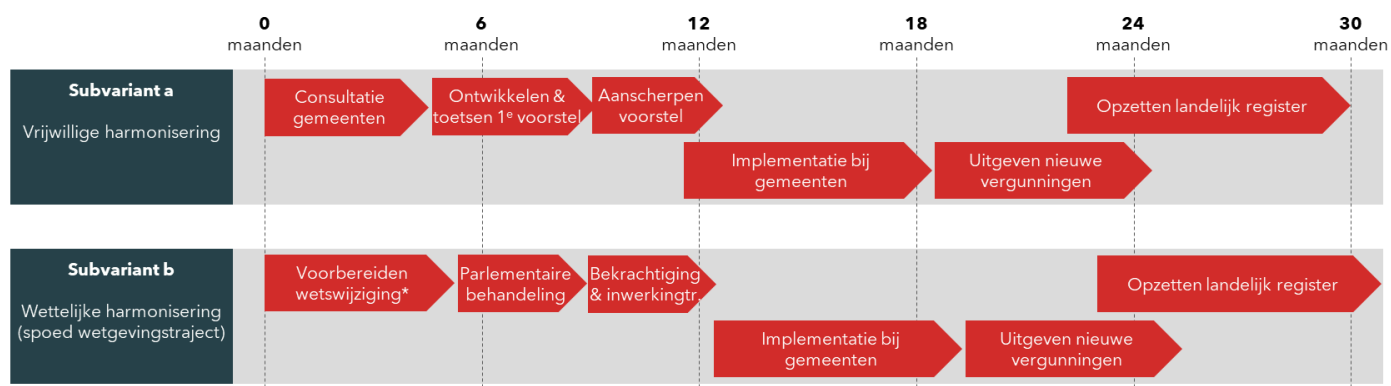 0
maanden
6
maanden
12
maanden
18
maanden
24
maanden
30
maanden
Subvariant a
Vrijwillige harmonisering
Consultatie
gemeenten
Ontwikkelen &
toetsen 1e voorstel
Aanscherpen
voorstel
Opzetten landelijk register
Implementatie bij
gemeenten
Uitgeven nieuwe
vergunningen
Subvariant b
Wettelijke harmonisering
(spoed wetgevingstraject)
Voorbereiden
wetswijziging*
Parlementaire
behandeling
Bekrachtiging
& inwerkingtr.
Opzetten landelijk register
Implementatie bij
gemeenten
Uitgeven nieuwe
vergunningen